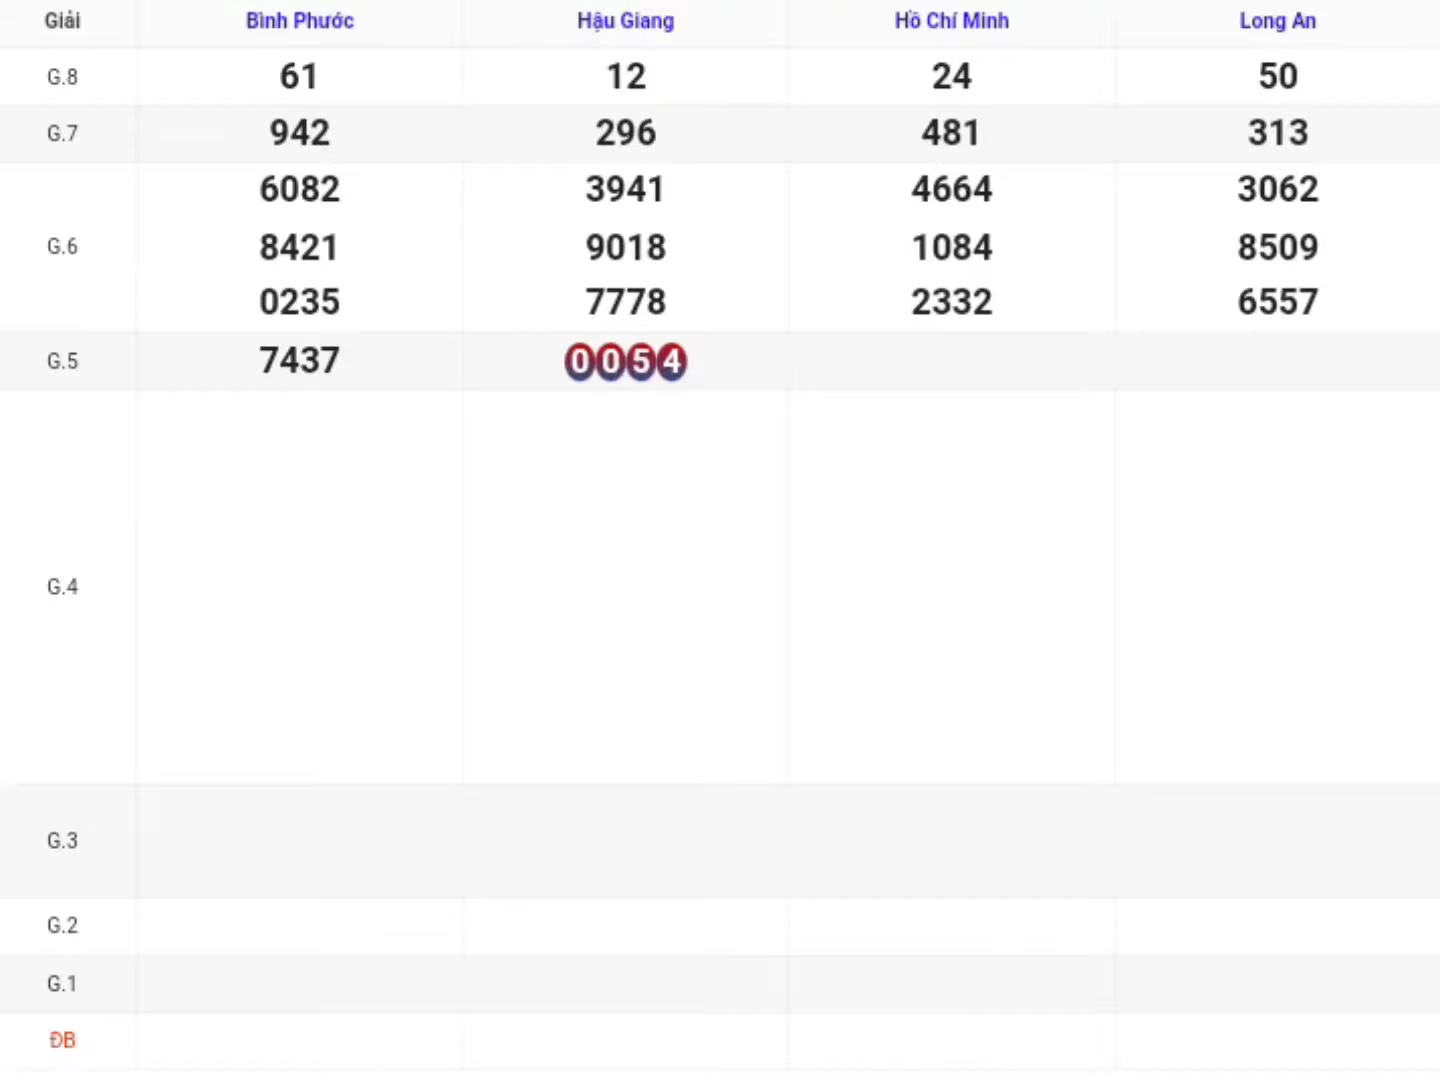 Giải Bình Phước Hậu Giang Hồ Chí Minh Long An
G.8 61 12 24 50
G.7 942 296 481 313
6082 3941 4664 3062
G.6 8421 9018 1084 8509
0235 7778 2332 6557
G.5 7437 0054
G.4
G.3
G.2
G.1
ĐB